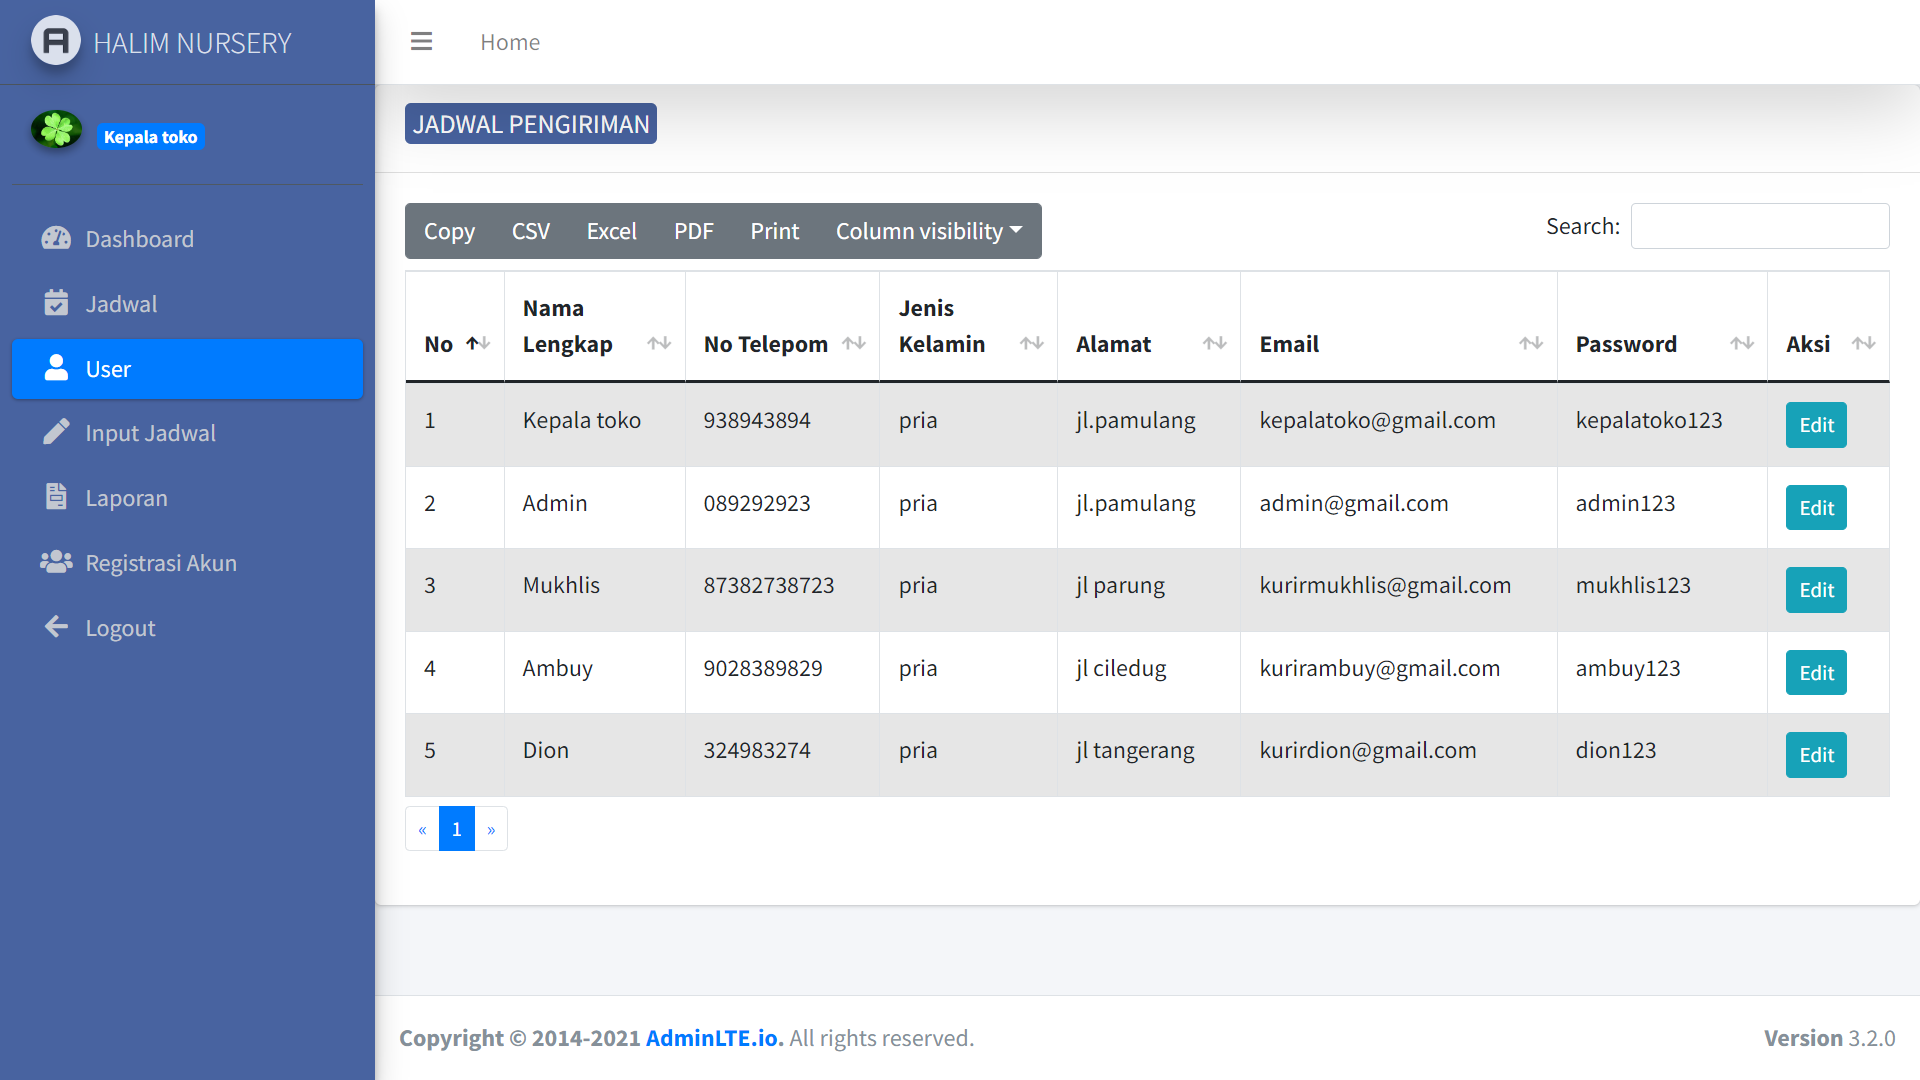 HALIM NURSERY
Home
Kepala toko
JADWAL PENGIRIMAN
Dashboard
Jadwal
User
Input Jadwal
Laporan
Registrasi Akun
Logout
Copy CSV Excel PDF Print Column visibility
Search:
No Nama Lengkap No Telepom Jenis Kelamin Alamat Email Password Aksi
1 Kepala toko 938943894 pria jl.pamulang kepalatoko@gmail.com kepalatoko123 Edit
2 Admin 089292923 pria jl.pamulang admin@gmail.com admin123 Edit
3 Mukhlis 87382738723 pria jl parung kurirmukhlis@gmail.com mukhlis123 Edit
4 Ambuy 9028389829 pria jl ciledug kurirambuy@gmail.com ambuy123 Edit
5 Dion 324983274 pria jl tangerang kurirdion@gmail.com dion123 Edit
« 1 »
Copyright © 2014-2021 AdminLTE.io. All rights reserved.
Version 3.2.0